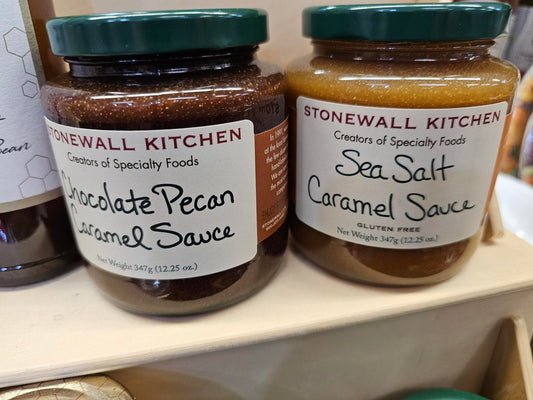 STONEWALL KITCHEN
Creators of Specialty Foods
Chocolate Pecan
Caramel Sauce
Net Weight 347g (12.25 oz.)
STONEWALL KITCHEN
Creators of Specialty Foods
Sea Salt
Caramel Sauce
GLUTEN FREE
Net Weight 347g (12.25 oz.)